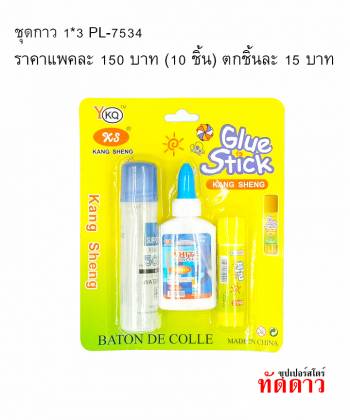 ชุดกาว 1*3 PL-7534
ราคาแพคละ 150 บาท (10 ชิ้น) ตกชิ้นละ 15 บาท
YKQ
KS
KANG SHENG
Glue
Stick
KANG SHENG
Kang Sheng
BATON DE COLLE
MADE IN CHINA
ซุปเปอร์สโตร์
ทัดดาว